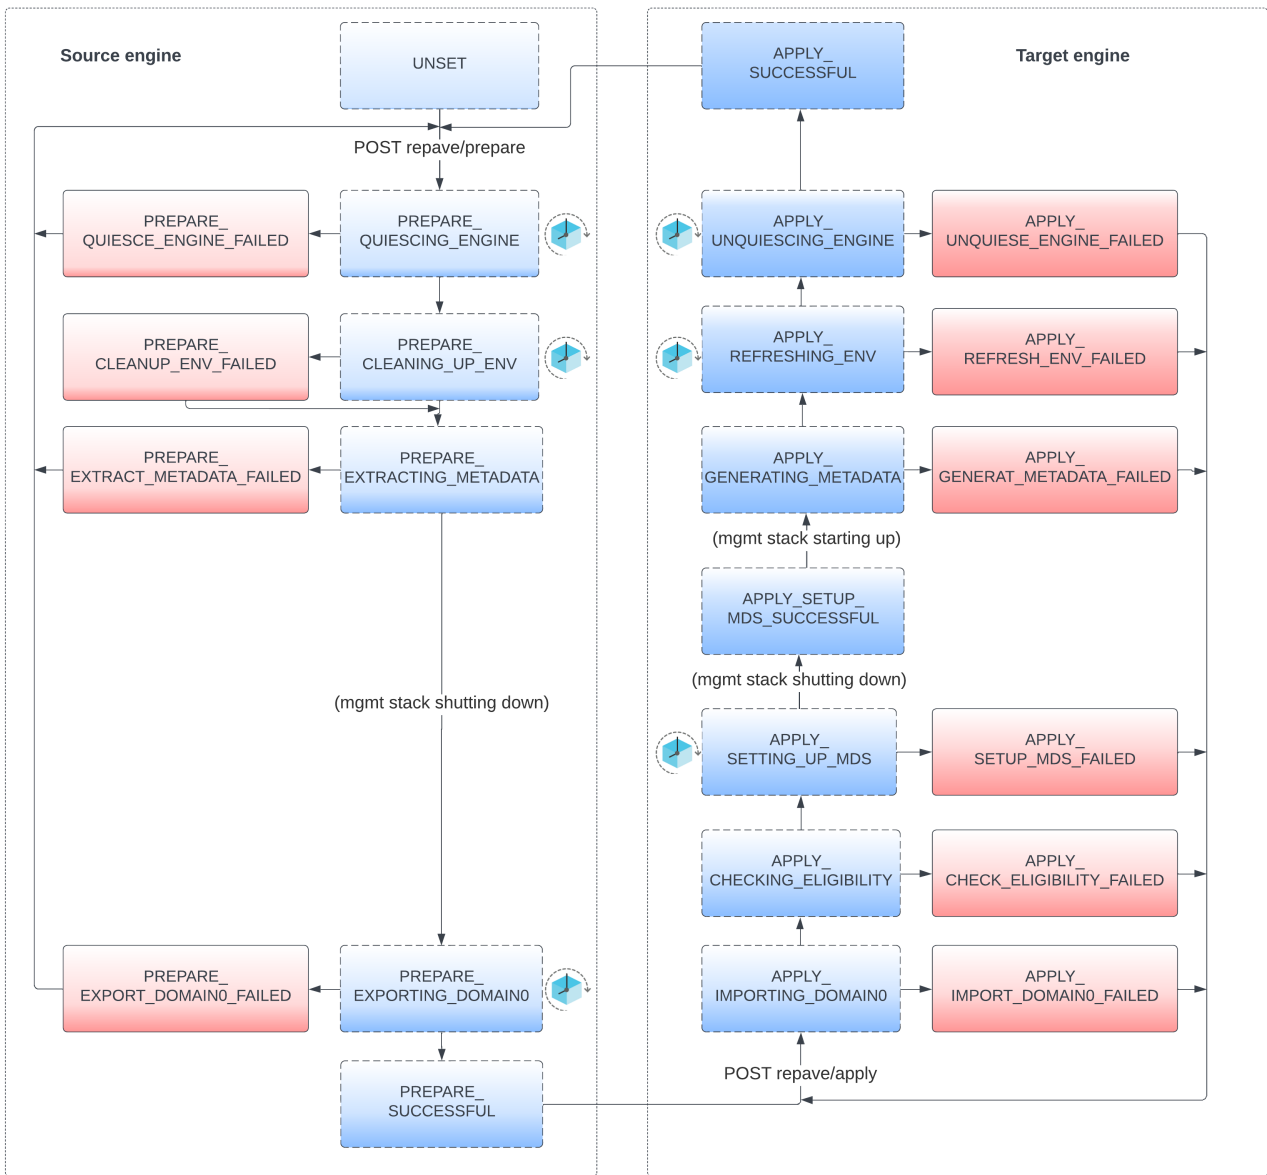 Source engine
UNSET
POST repave/prepare
PREPARE_
QUIESCE_ENGINE_FAILED
PREPARE_
QUIESCING_ENGINE
PREPARE_
CLEANUP_ENV_FAILED
PREPARE_
CLEANING_UP_ENV
PREPARE_
EXTRACT_METADATA_FAILED
PREPARE_
EXTRACTING_METADATA
(mgmt stack shutting down)
PREPARE_
EXPORT_DOMAIN0_FAILED
PREPARE_
EXPORTING_DOMAIN0
PREPARE_
SUCCESSFUL
Target engine
APPLY_
SUCCESSFUL
APPLY_
UNQUIESCING_ENGINE
APPLY_
UNQUIESE_ENGINE_FAILED
APPLY_
REFRESHING_ENV
APPLY_
REFRESH_ENV_FAILED
APPLY_
GENERATING_METADATA
APPLY_
GENERAT_METADATA_FAILED
(mgmt stack starting up)
APPLY_SETUP_
MDS_SUCCESSFUL
(mgmt stack shutting down)
APPLY_
SETTING_UP_MDS
APPLY_
SETUP_MDS_FAILED
APPLY_
CHECKING_ELIGIBILITY
APPLY_
CHECK_ELIGIBILITY_FAILED
APPLY_
IMPORTING_DOMAIN0
APPLY_
IMPORT_DOMAIN0_FAILED
POST repave/apply